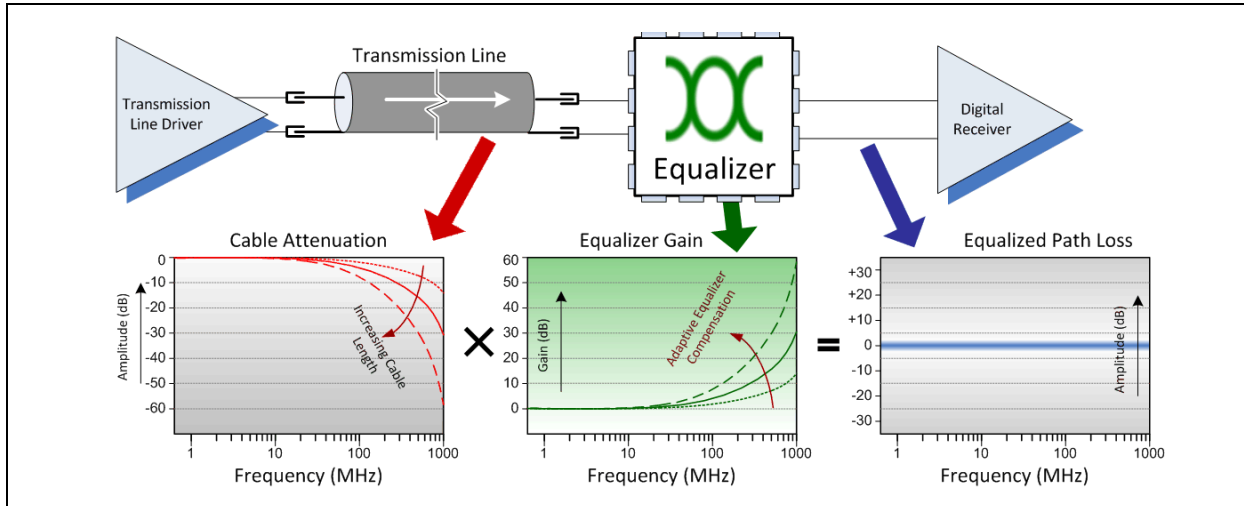 Transmission Line
Transmission
Line Driver
Equalizer
Digital
Receiver
Cable Attenuation
Amplitude (dB)
0
-10
-20
-30
-40
-50
-60
Increasing Cable
Length
1
10
100
1000
Frequency (MHz)
×
Equalizer Gain
Gain (dB)
60
50
40
30
20
10
0
Adaptive Equalizer
Compensation
1
10
100
1000
Frequency (MHz)
=
Equalized Path Loss
+30
+20
+10
0
-10
-20
-30
Amplitude (dB)
1
10
100
1000
Frequency (MHz)